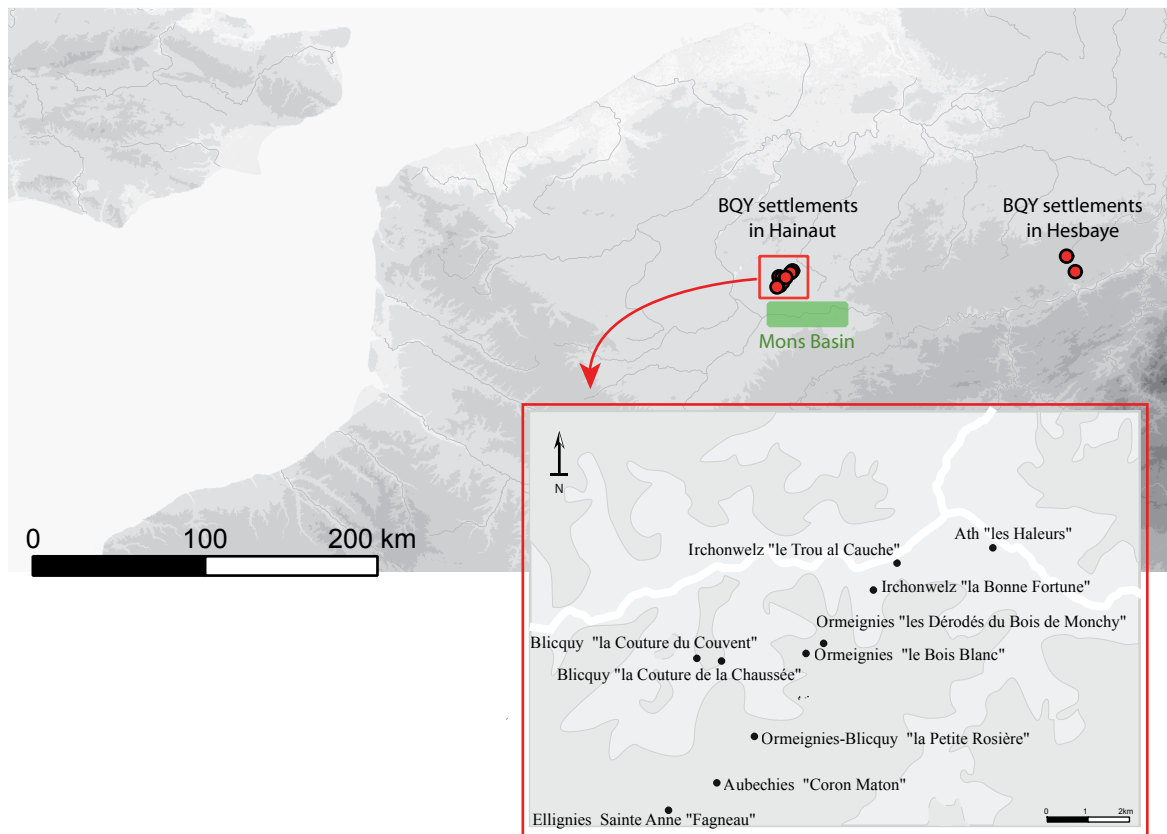 BQY settlements
in Hainaut
BQY settlements
in Hesbaye
Mons Basin
0 100 200 km
N
Ath "les Haleurs"
Irchonwelz "le Trou al Cauche"
Irchonwelz "la Bonne Fortune"
Ormeignies "les Dérodés du Bois de Monchy"
Blicquy "la Couture du Couvent"
Ormeignies "le Bois Blanc"
Blicquy "la Couture de la Chaussée"
Ormeignies-Blicquy "la Petite Rosière"
Aubechies "Coron Maton"
Ellignies Sainte Anne "Fagneau"
0 1 2km